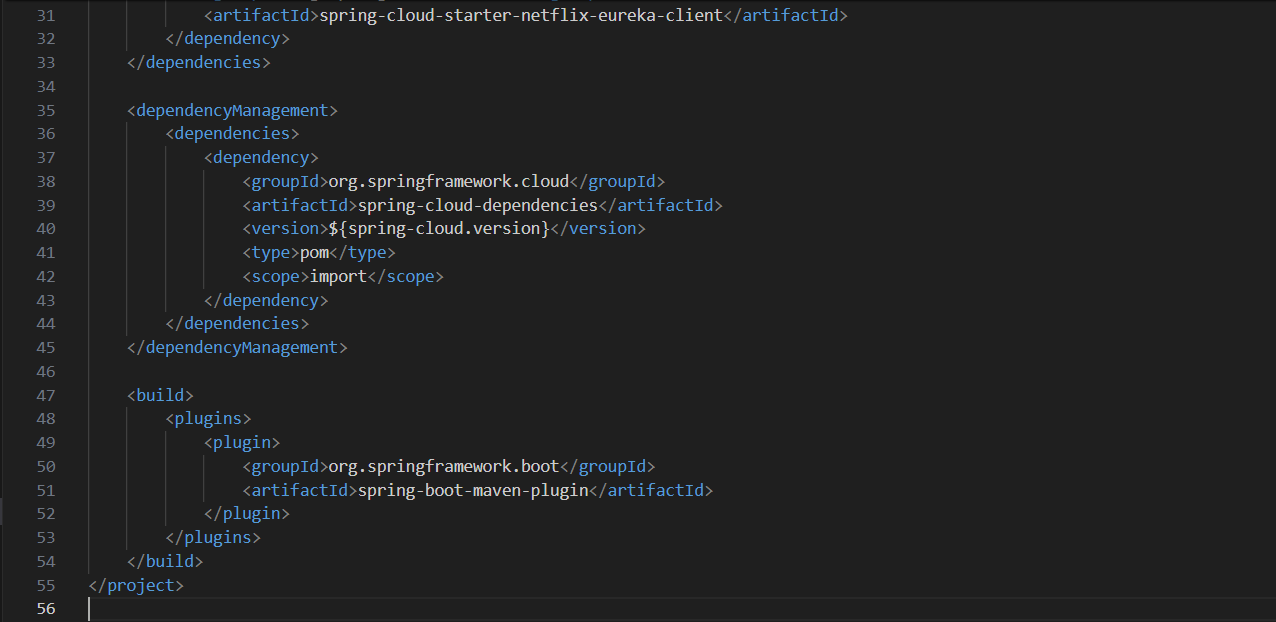 31 <artifactId>spring-cloud-starter-netflix-eureka-client</artifactId>
32 </dependency>
33 </dependencies>
34
35 <dependencyManagement>
36 <dependencies>
37 <dependency>
38 <groupId>org.springframework.cloud</groupId>
39 <artifactId>spring-cloud-dependencies</artifactId>
40 <version>${spring-cloud.version}</version>
41 <type>pom</type>
42 <scope>import</scope>
43 </dependency>
44 </dependencies>
45 </dependencyManagement>
46
47 <build>
48 <plugins>
49 <plugin>
50 <groupId>org.springframework.boot</groupId>
51 <artifactId>spring-boot-maven-plugin</artifactId>
52 </plugin>
53 </plugins>
54 </build>
55 </project>
56